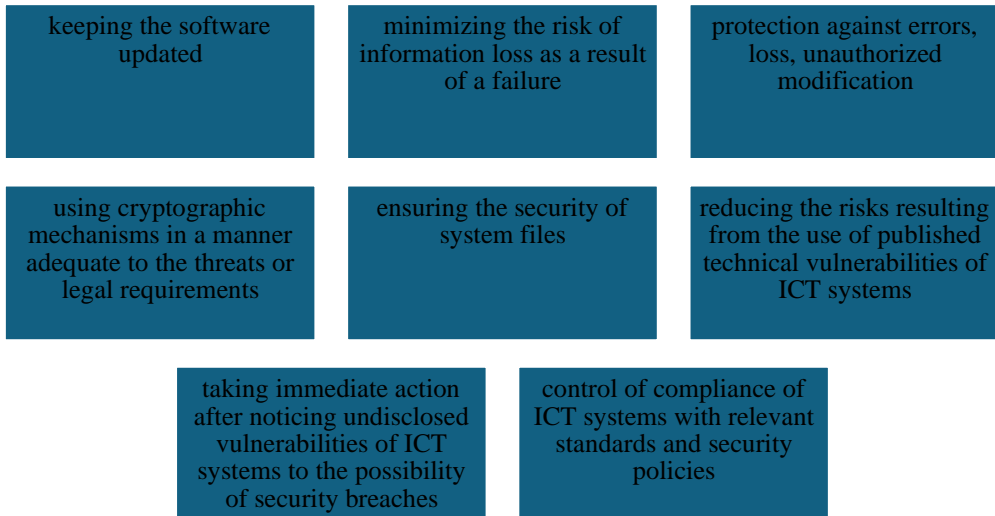 keeping the software
updated
minimizing the risk of
information loss as a result
of a failure
protection against errors,
loss, unauthorized
modification
using cryptographic
mechanisms in a manner
adequate to the threats or
legal requirements
ensuring the security of
system files
reducing the risks resulting
from the use of published
technical vulnerabilities of
ICT systems
taking immediate action
after noticing undisclosed
vulnerabilities of ICT
systems to the possibility
of security breaches
control of compliance of
ICT systems with relevant
standards and security
policies